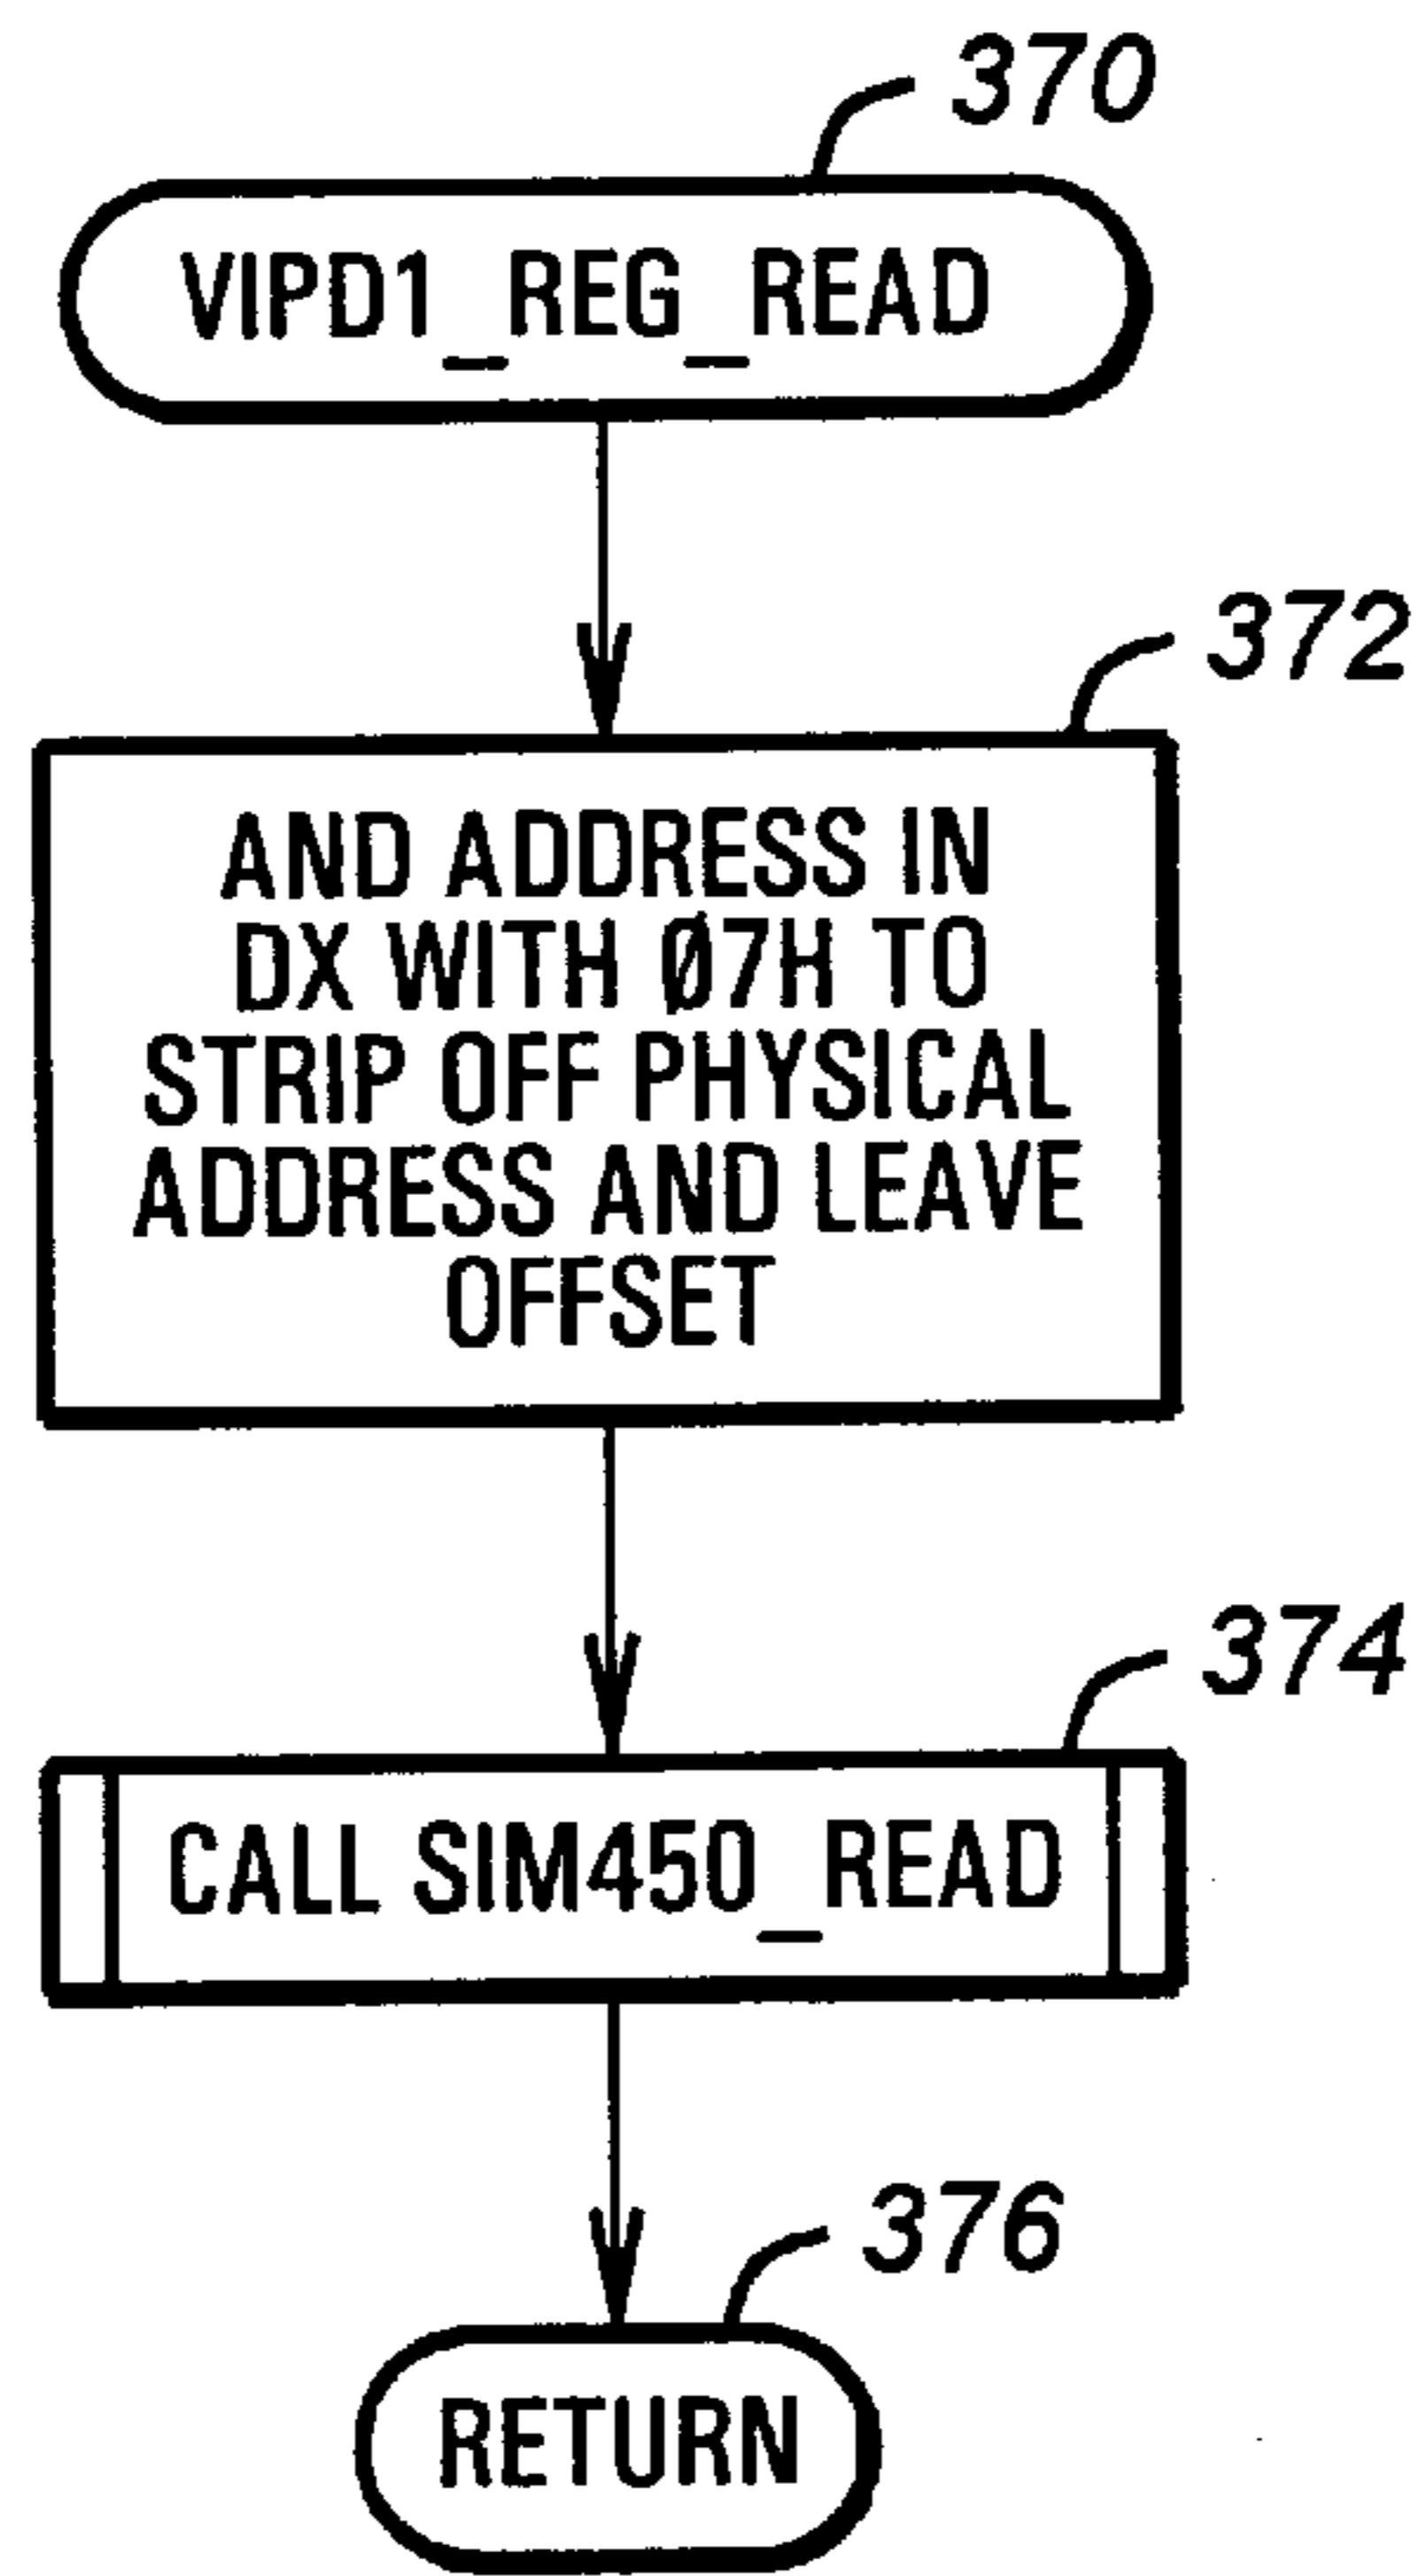 370
VIPD1_REG_READ
372
AND ADDRESS IN
DX WITH Ø7H TO
STRIP OFF PHYSICAL
ADDRESS AND LEAVE
OFFSET
374
CALL SIM450_READ
376
RETURN